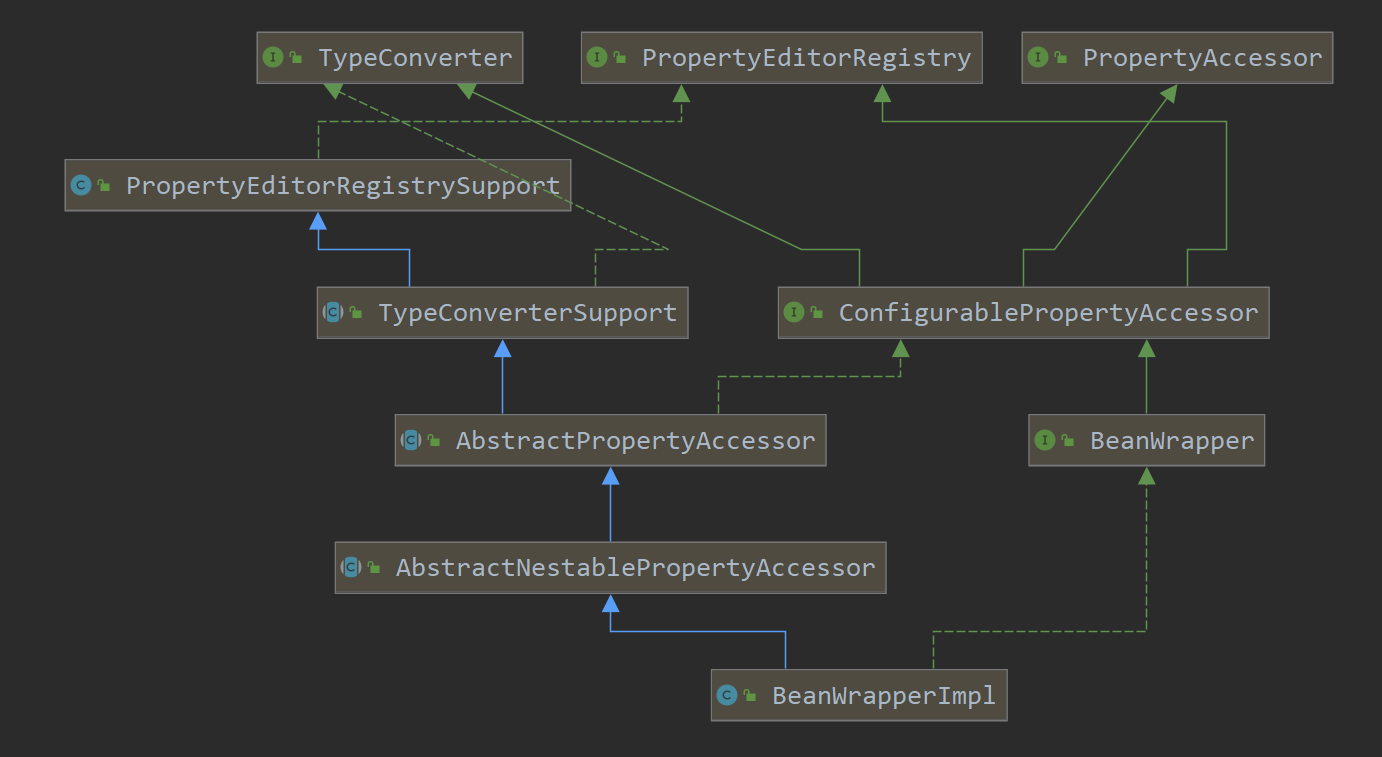 TypeConverter
PropertyEditorRegistry
PropertyAccessor
PropertyEditorRegistrySupport
TypeConverterSupport
ConfigurablePropertyAccessor
AbstractPropertyAccessor
BeanWrapper
AbstractNestablePropertyAccessor
BeanWrapperImpl